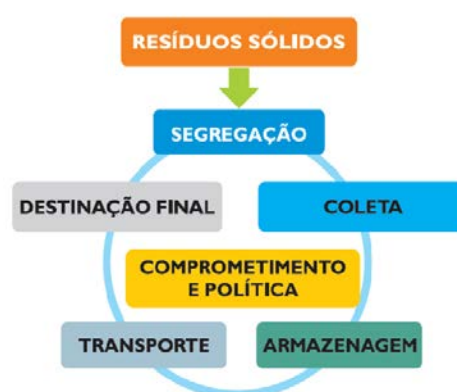 RESÍDUOS SÓLIDOS
SEGREGAÇÃO
DESTINAÇÃO FINAL
COLETA
COMPROMETIMENTO
E POLÍTICA
TRANSPORTE
ARMAZENAGEM